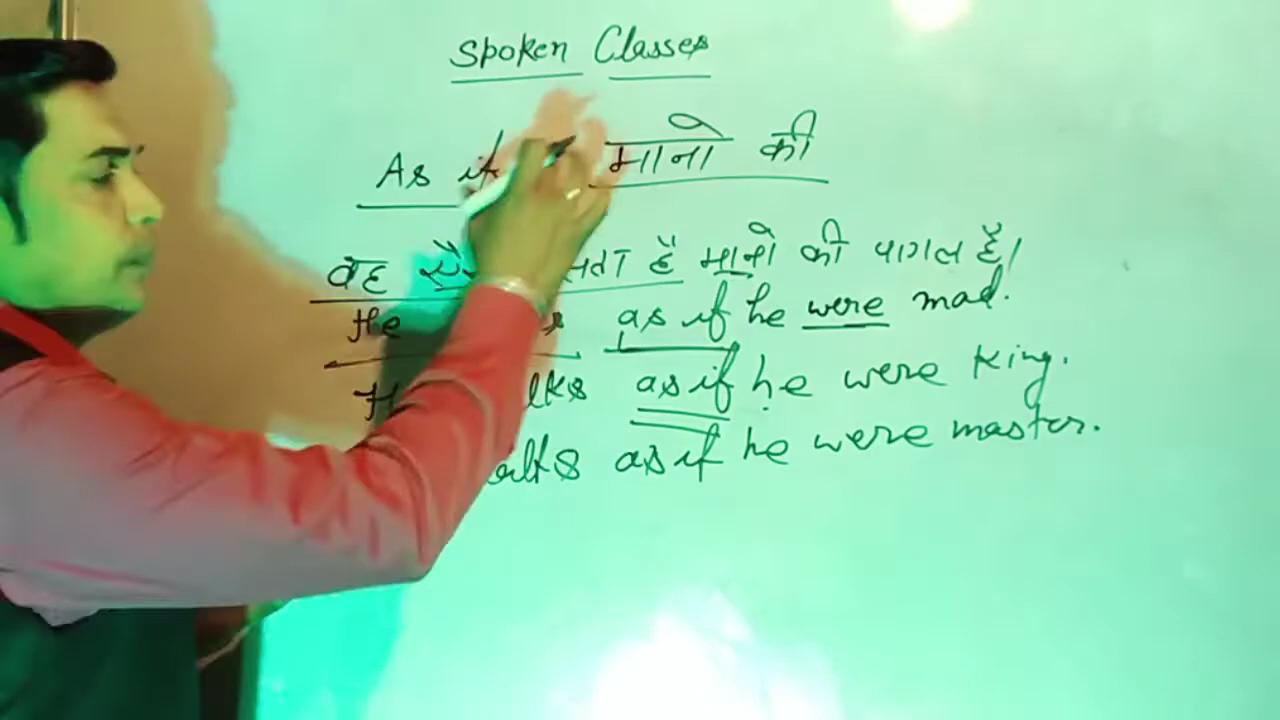 Spoken Classes
As if मानो की
वह हैं मानो की पागल हैं।
He as if he were mad.
as if he were King.
as if he were master.